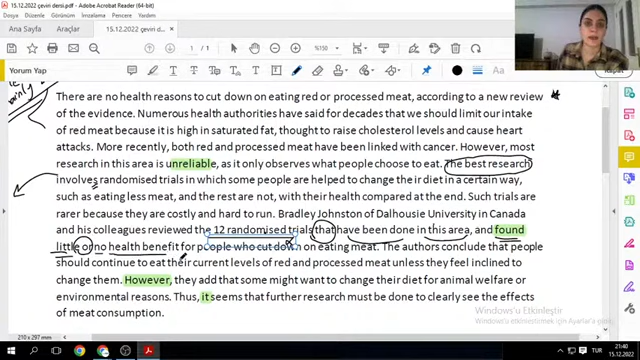 15.12.2022 çeviri dersi.pdf - Adobe Acrobat Reader (64-bit)
Dosya Düzenle Görünüm İmza Pencere Yardım
Ana Sayfa Araçlar 15.12.2022 çeviri der... ×
%150
Yorum Yap Kapat
There are no health reasons to cut down on eating red or processed meat, according to a new review
of the evidence. Numerous health authorities have said for decades that we should limit our intake
of red meat because it is high in saturated fat, thought to raise cholesterol levels and cause heart
attacks. More recently, both red and processed meat have been linked with cancer. However, most
research in this area is unreliable, as it only observes what people choose to eat. The best research
involves randomised trials in which some people are helped to change their diet in a certain way,
such as eating less meat, and the rest are not, with their health compared at the end. Such trials are
rarer because they are costly and hard to run. Bradley Johnston of Dalhousie University in Canada
and his colleagues reviewed the 12 randomised trials that have been done in this area, and found
little to no health benefit for people who cut down on eating meat. The authors conclude that people
should continue to eat their current levels of red and processed meat unless they feel inclined to
change them. However, they add that some might want to change their diet for animal welfare or
environmental reasons. Thus, it seems that further research must be done to clearly see the effects
of meat consumption.
Windows'u Etkinleştir
Windows'u etkinleştirmek için Ayarlar'a gidin.
210 x 297 mm
TUR
21:40
15.12.2022